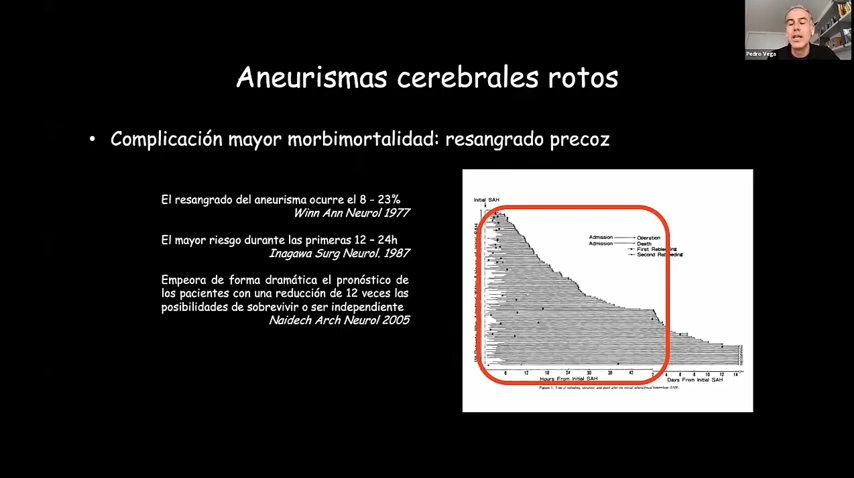 Pedro Vega
Aneurismas cerebrales rotos
• Complicación mayor morbimortalidad: resangrado precoz
El resangrado del aneurisma ocurre el 8 - 23%
Winn Ann Neurol 1977
El mayor riesgo durante las primeras 12 – 24h
Inagawa Surg Neurol. 1987
Empeora de forma dramática el pronóstico de
los pacientes con una reducción de 12 veces las
posibilidades de sobrevivir o ser independiente
Naidech Arch Neurol 2005
Initial SAH
Admission Operation
Admission Death
First Rebleeding
Second Rebleeding
6 12 18 24 30 36 42 2 4 6 8 10 12 14
Hours From Initial SAH Days From Initial SAH